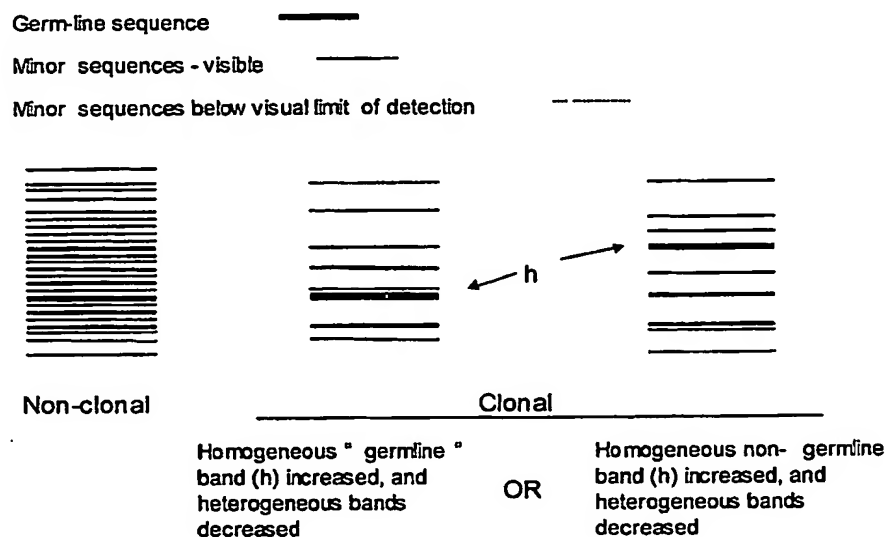 Germ-line sequence
Minor sequences - visible
Minor sequences below visual limit of detection
h
Non-clonal
Clonal
Homogeneous " germline "
band (h) increased, and
heterogeneous bands
decreased
OR
Homogeneous non- germline
band (h) increased, and
heterogeneous bands
decreased